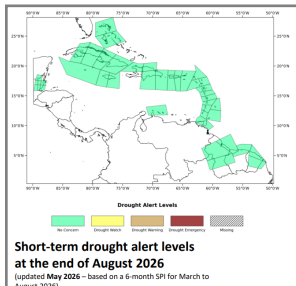 90°W 85°W 80°W 75°W 70°W 65°W 60°W 55°W 50°W
25°N 25°N
20°N 20°N
15°N 15°N
10°N 10°N
5°N 5°N
90°W 85°W 80°W 75°W 70°W 65°W 60°W 55°W 50°W
Drought Alert Levels
No Concern Drought Watch Drought Warning Drought Emergency Missing
Short-term drought alert levels
at the end of August 2026
(updated May 2026 – based on a 6-month SPI for March to
August 2026)